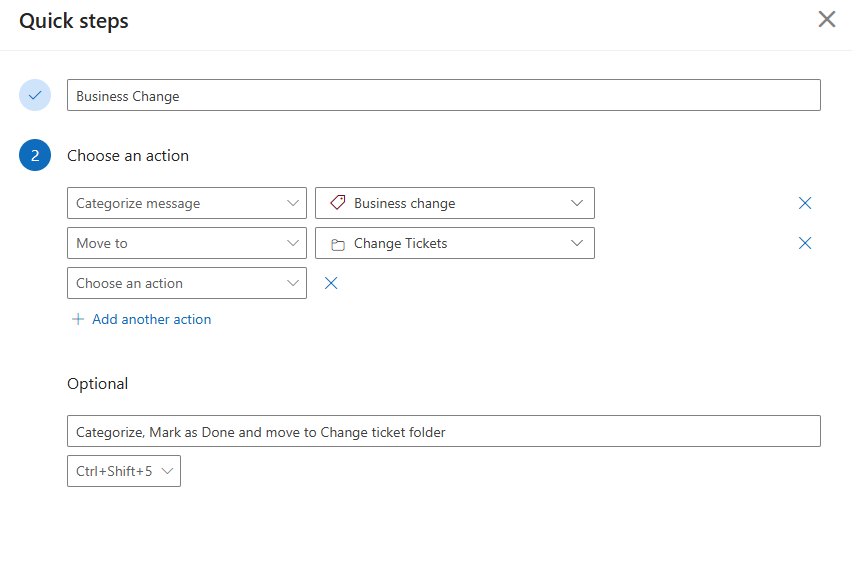 Quick steps
Business Change
2 Choose an action
Categorize message Business change
Move to Change Tickets
Choose an action
Add another action
Optional
Categorize, Mark as Done and move to Change ticket folder
Ctrl+Shift+5